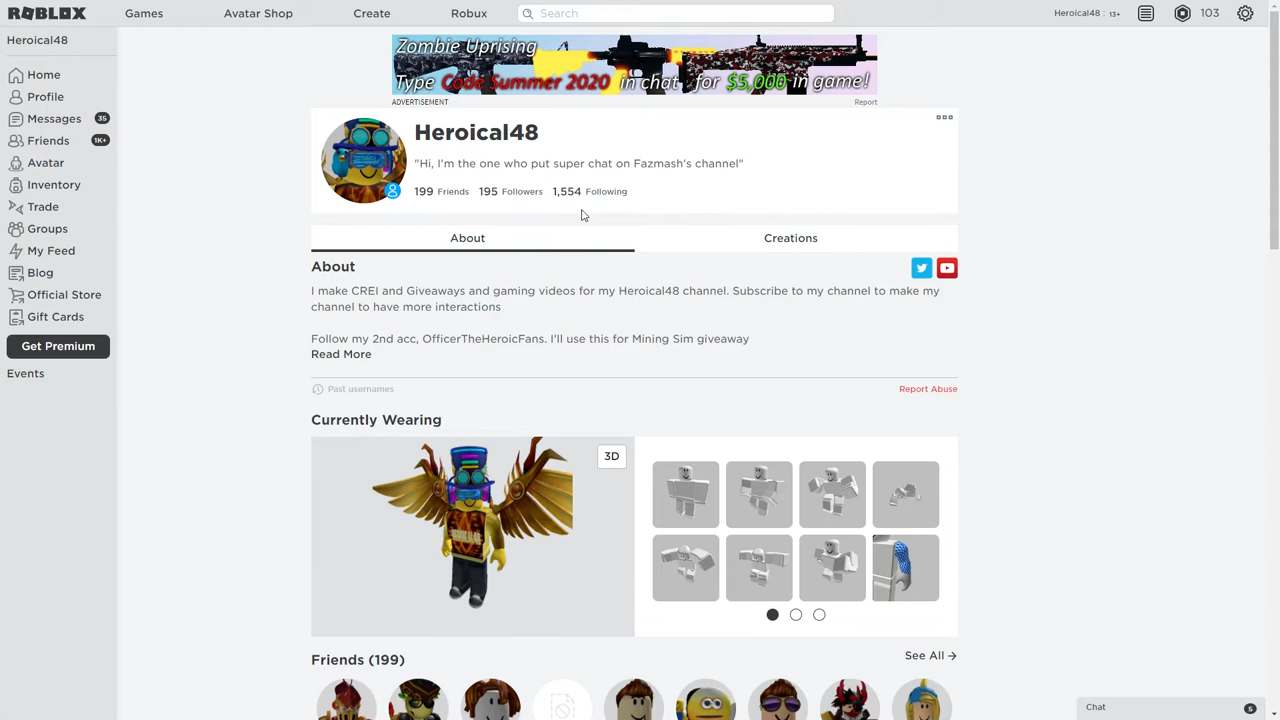 ROBLOX
Games
Avatar Shop
Create
Robux
Search
Heroical48 : 13+
103
Heroical48
Home
Profile
Messages
35
Friends
1K+
Avatar
Inventory
Trade
Groups
My Feed
Blog
Official Store
Gift Cards
Get Premium
Events
Zombie Uprising
Type Code Summer 2020 in chat for $5,000 in game!
ADVERTISEMENT
Report
Heroical48
"Hi, I'm the one who put super chat on Fazmash's channel"
199 Friends 195 Followers 1,554 Following
About
Creations
About
I make CREI and Giveaways and gaming videos for my Heroical48 channel. Subscribe to my channel to make my
channel to have more interactions
Follow my 2nd acc, OfficerTheHeroicFans. I'll use this for Mining Sim giveaway
Read More
Past usernames
Report Abuse
Currently Wearing
3D
HEROICAL48
Friends (199)
See All
Chat
5